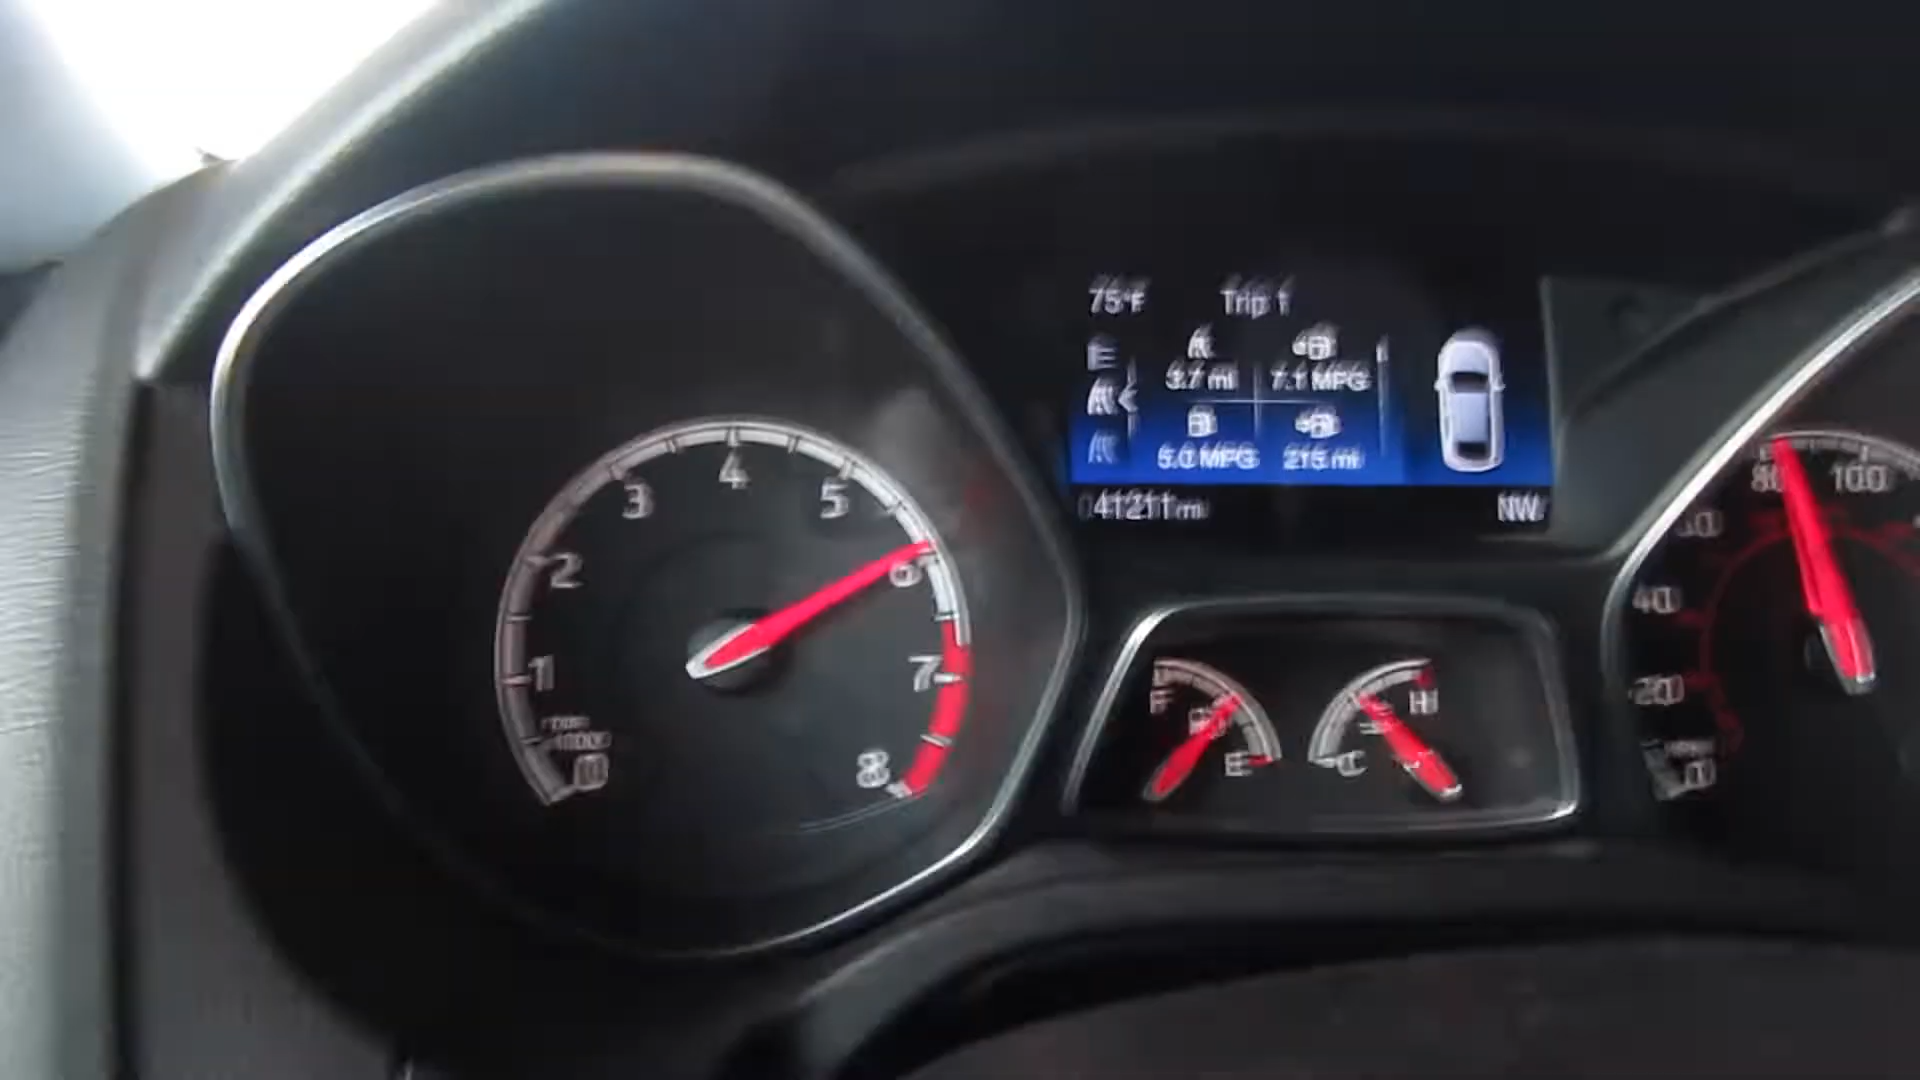 75°F Trip 1
3.7 mi 7.1 MPG
5.0 MPG 215 mi
041211 mi NW
0 1 2 3 4 5 6 7 8
F E
C H
0 20 40 60 80 100